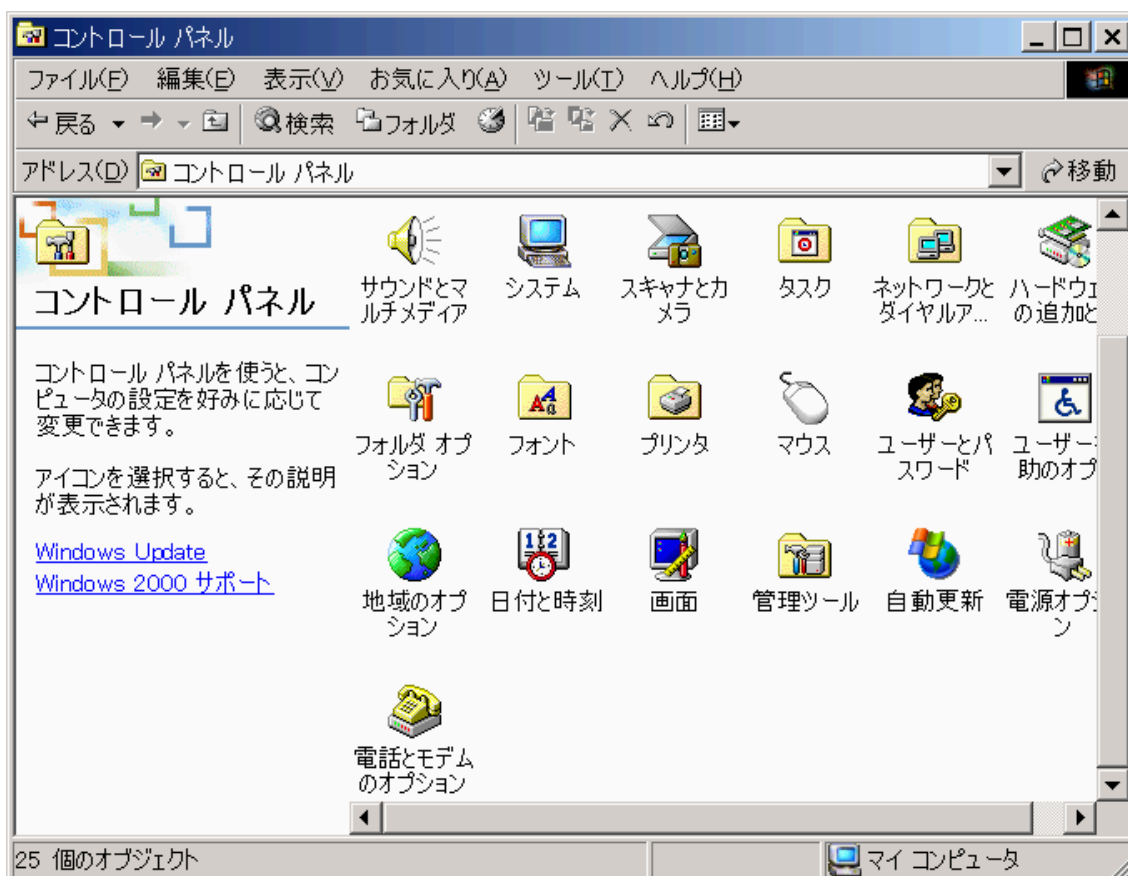 コントロール パネル
ファイル(F) 編集(E) 表示(V) お気に入り(A) ツール(T) ヘルプ(H)
戻る 検索 フォルダ
アドレス(D) コントロール パネル 移動
コントロール パネル
コントロール パネルを使うと、コン
ピュータの設定を好みに応じて
変更できます。
アイコンを選択すると、その説明
が表示されます。
Windows Update
Windows 2000 サポート
サウンドとマ
ルチメディア
システム
スキャナとカ
メラ
タスク
ネットワークと
ダイヤルア...
ハードウェ
の追加と
フォルダ オプ
ション
フォント
プリンタ
マウス
ユーザーとパ
スワード
ユーザー
助のオプ
地域のオプ
ション
日付と時刻
画面
管理ツール
自動更新
電源オプ
ン
電話とモデム
のオプション
25 個のオブジェクト
マイ コンピュータ